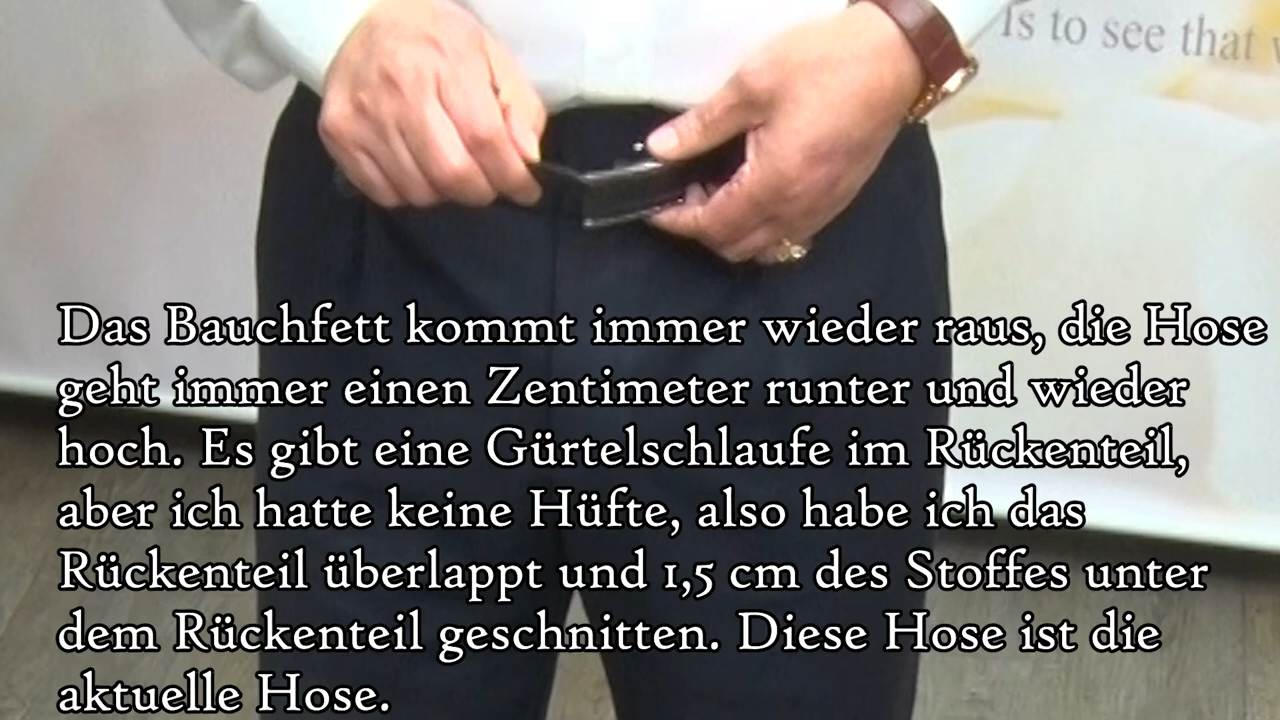 Is to see that
Das Bauchfett kommt immer wieder raus, die Hose
geht immer einen Zentimeter runter und wieder
hoch. Es gibt eine Gürtelschlaufe im Rückenteil,
aber ich hatte keine Hüfte, also habe ich das
Rückenteil überlappt und 1,5 cm des Stoffes unter
dem Rückenteil geschnitten. Diese Hose ist die
aktuelle Hose.